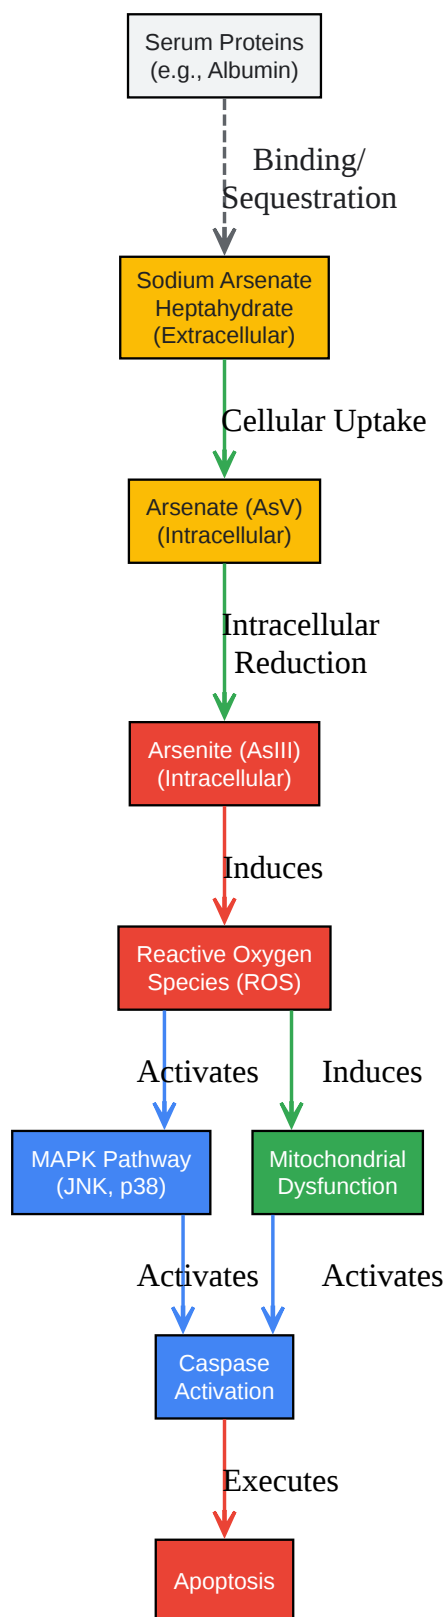 Serum Proteins
(e.g., Albumin)
Binding/
Sequestration
Sodium Arsenate
Heptahydrate
(Extracellular)
Cellular Uptake
Arsenate (AsV)
(Intracellular)
Intracellular
Reduction
Arsenite (AsIII)
(Intracellular)
Induces
Reactive Oxygen
Species (ROS)
Activates
Induces
MAPK Pathway
(JNK, p38)
Mitochondrial
Dysfunction
Activates
Activates
Caspase
Activation
Executes
Apoptosis